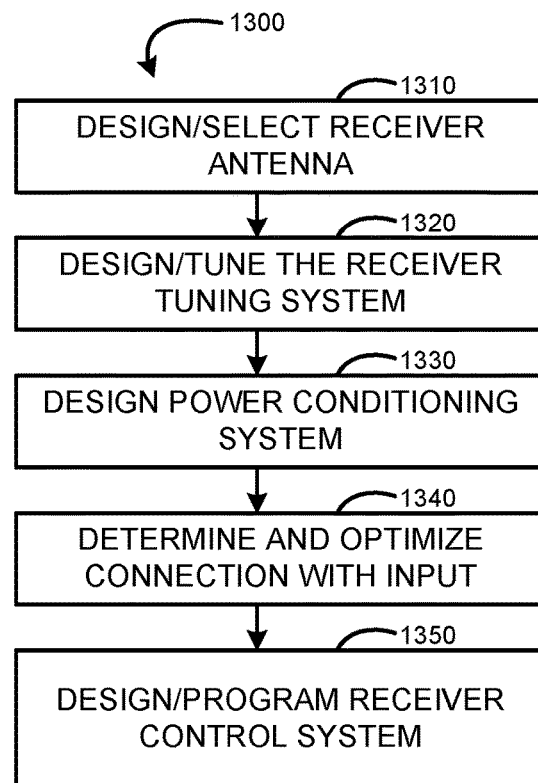 1300
1310
DESIGN/SELECT RECEIVER
ANTENNA
1320
DESIGN/TUNE THE RECEIVER
TUNING SYSTEM
1330
DESIGN POWER CONDITIONING
SYSTEM
1340
DETERMINE AND OPTIMIZE
CONNECTION WITH INPUT
1350
DESIGN/PROGRAM RECEIVER
CONTROL SYSTEM